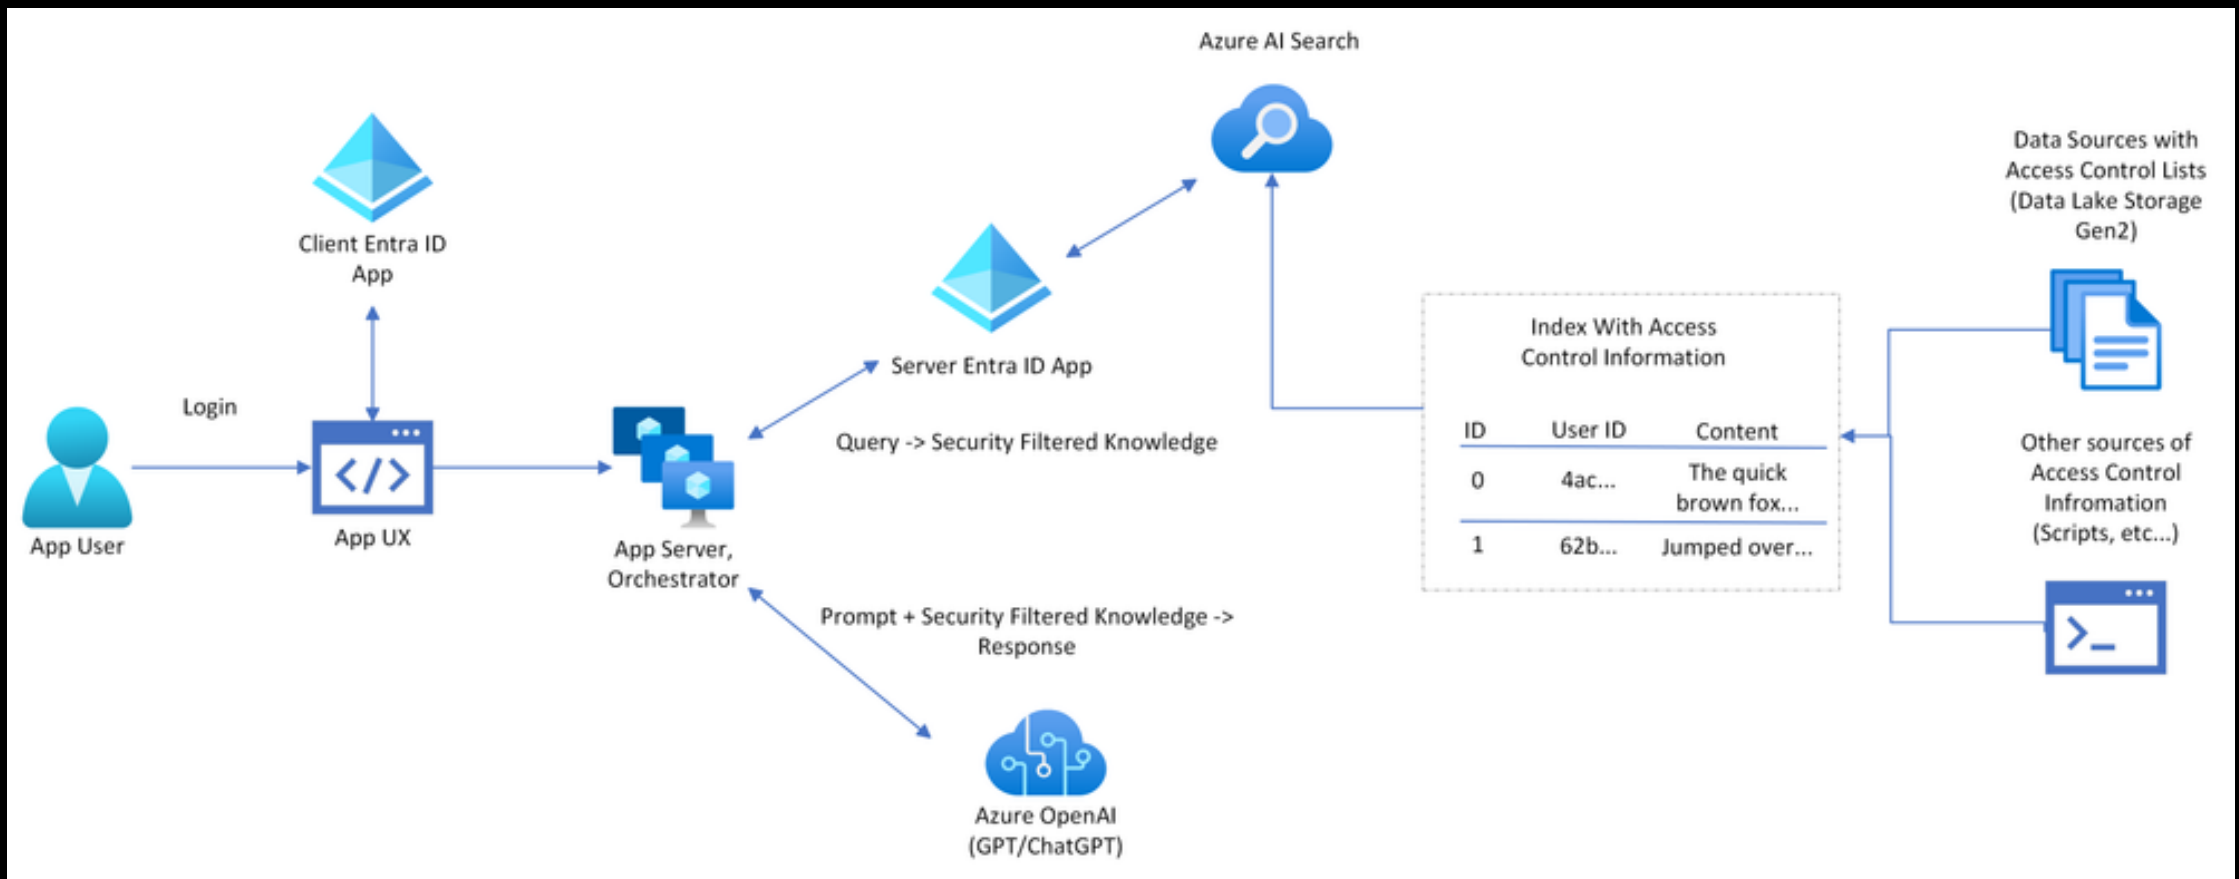 Azure AI Search
Data Sources with
Access Control Lists
(Data Lake Storage
Gen2)
Client Entra ID
App
Server Entra ID App
Index With Access
Control Information
Login
ID User ID Content
0 4ac... The quick
brown fox...
1 62b... Jumped over...
Query -> Security Filtered Knowledge
Other sources of
Access Control
Infromation
(Scripts, etc...)
App User
App UX
App Server,
Orchestrator
Prompt + Security Filtered Knowledge ->
Response
Azure OpenAI
(GPT/ChatGPT)